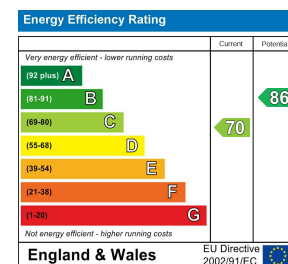 Energy Efficiency Rating
Current Potentia
Very energy efficient - lower running costs
(92 plus) A
(81-91) B 86
(69-80) C 70
(55-68) D
(39-54) E
(21-38) F
(1-20) G
Not energy efficient - higher running costs
England & Wales EU Directive
2002/91/EC